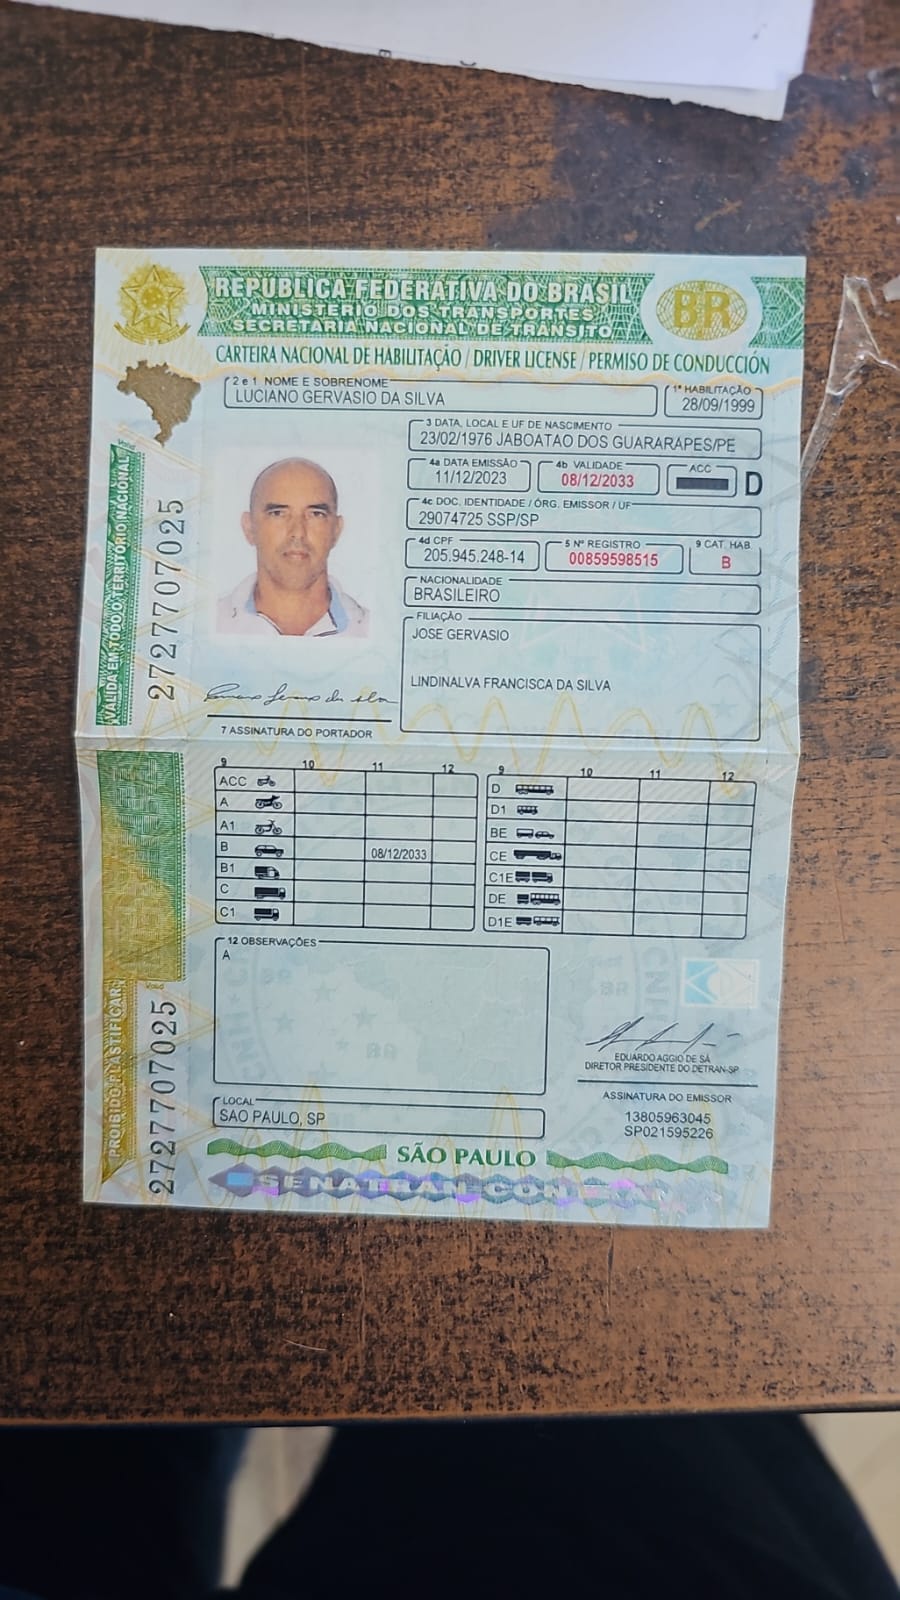 REPÚBLICA FEDERATIVA DO BRASIL
MINISTÉRIO DOS TRANSPORTES
SECRETARIA NACIONAL DE TRÂNSITO
BR
CARTEIRA NACIONAL DE HABILITAÇÃO / DRIVER LICENSE / PERMISO DE CONDUCCIÓN
2 e 1 NOME E SOBRENOME
LUCIANO GERVASIO DA SILVA
1ª HABILITAÇÃO
28/09/1999
3 DATA, LOCAL E UF DE NASCIMENTO
23/02/1976 JABOATAO DOS GUARARAPES/PE
4a DATA EMISSÃO
11/12/2023
4b VALIDADE
08/12/2033
ACC
D
4c DOC. IDENTIDADE / ÓRG. EMISSOR / UF
29074725 SSP/SP
4d CPF
205.945.248-14
5 Nº REGISTRO
00859598515
9 CAT. HAB.
B
NACIONALIDADE
BRASILEIRO
FILIAÇÃO
JOSE GERVASIO
LINDINALVA FRANCISCA DA SILVA
7 ASSINATURA DO PORTADOR
VÁLIDA EM TODO O TERRITÓRIO NACIONAL
2727707025
9 10 11 12
ACC
A
A1
B 08/12/2033
B1
C
C1
9 10 11 12
D
D1
BE
CE
C1E
DE
D1E
12 OBSERVAÇÕES
A
EDUARDO AGGIO DE SÁ
DIRETOR PRESIDENTE DO DETRAN-SP
ASSINATURA DO EMISSOR
13805963045
SP021595226
LOCAL
SAO PAULO, SP
SÃO PAULO
PROIBIDO PLASTIFICAR
2727707025
SENATRAN